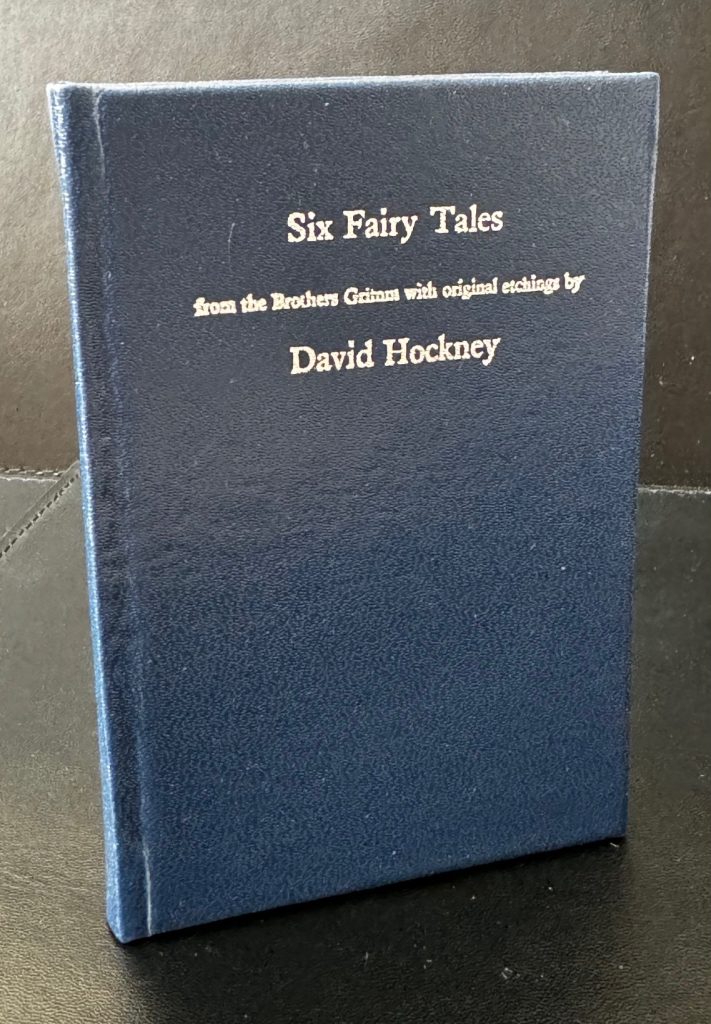 Six Fairy Tales
from the Brothers Grimm with original etchings by
David Hockney